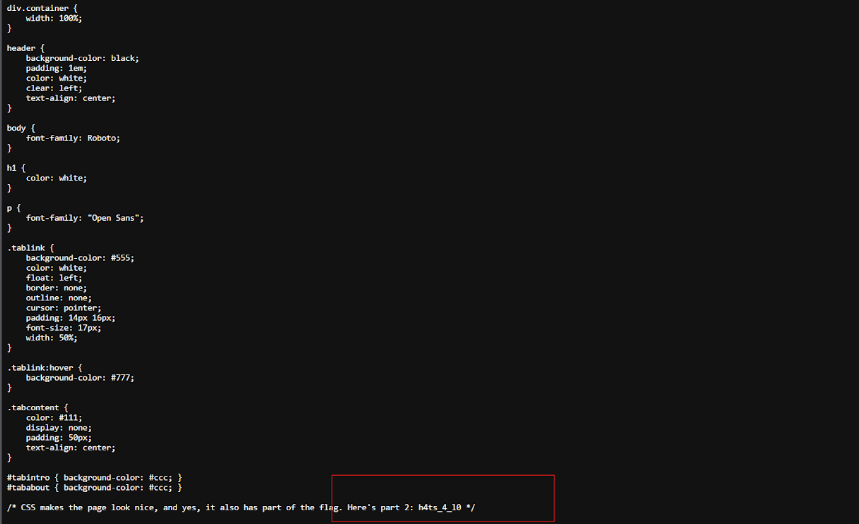 div.container {
    width: 100%;
}

header {
    background-color: black;
    padding: 1em;
    color: white;
    clear: left;
    text-align: center;
}

body {
    font-family: Roboto;
}

h1 {
    color: white;
}

p {
    font-family: "Open Sans";
}

.tablink {
    background-color: #555;
    color: white;
    float: left;
    border: none;
    outline: none;
    cursor: pointer;
    padding: 14px 16px;
    font-size: 17px;
    width: 50%;
}

.tablink:hover {
    background-color: #777;
}

.tabcontent {
    color: #111;
    display: none;
    padding: 50px;
    text-align: center;
}

#tabintro { background-color: #ccc; }
#tababout { background-color: #ccc; }

/* CSS makes the page look nice, and yes, it also has part of the flag. Here's part 2: h4ts_4_l0 */